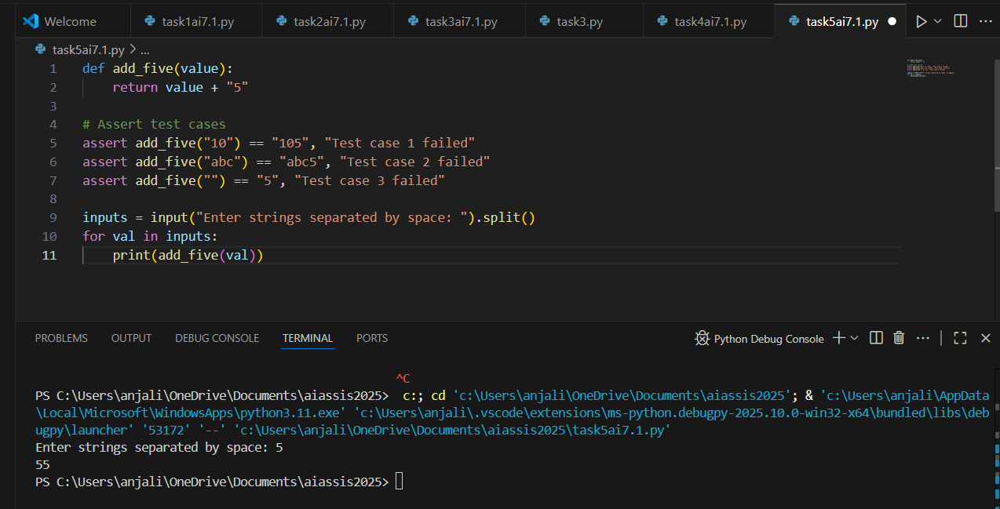 Welcome task1ai7.1.py task2ai7.1.py task3ai7.1.py task3.py task4ai7.1.py task5ai7.1.py
task5ai7.1.py > ...
1 def add_five(value):
2     return value + "5"
3
4 # Assert test cases
5 assert add_five("10") == "105", "Test case 1 failed"
6 assert add_five("abc") == "abc5", "Test case 2 failed"
7 assert add_five("") == "5", "Test case 3 failed"
8
9 inputs = input("Enter strings separated by space: ").split()
10 for val in inputs:
11     print(add_five(val))
PROBLEMS OUTPUT DEBUG CONSOLE TERMINAL PORTS Python Debug Console
^C
PS C:\Users\anjali\OneDrive\Documents\aiassis2025>  c:; cd 'c:\Users\anjali\OneDrive\Documents\aiassis2025'; & 'c:\Users\anjali\AppData
\Local\Microsoft\WindowsApps\python3.11.exe' 'c:\Users\anjali\.vscode\extensions\ms-python.debugpy-2025.10.0-win32-x64\bundled\libs\deb
ugpy\launcher' '53172' '--' 'c:\Users\anjali\OneDrive\Documents\aiassis2025\task5ai7.1.py'
Enter strings separated by space: 5
55
PS C:\Users\anjali\OneDrive\Documents\aiassis2025>